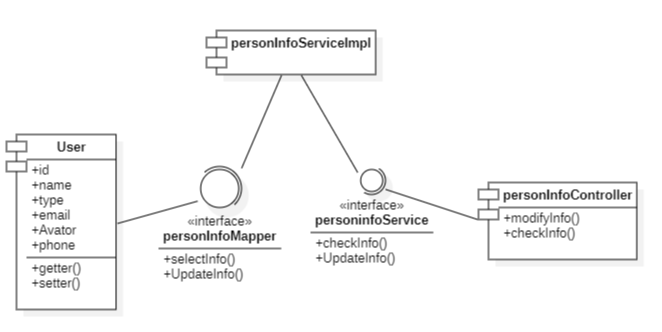 personInfoServiceImpl
User
+id
+name
+type
+email
+Avator
+phone
+getter()
+setter()
«interface»
personInfoMapper
+selectInfo()
+UpdateInfo()
«interface»
personinfoService
+checkInfo()
+UpdateInfo()
personInfoController
+modifyInfo()
+checkInfo()